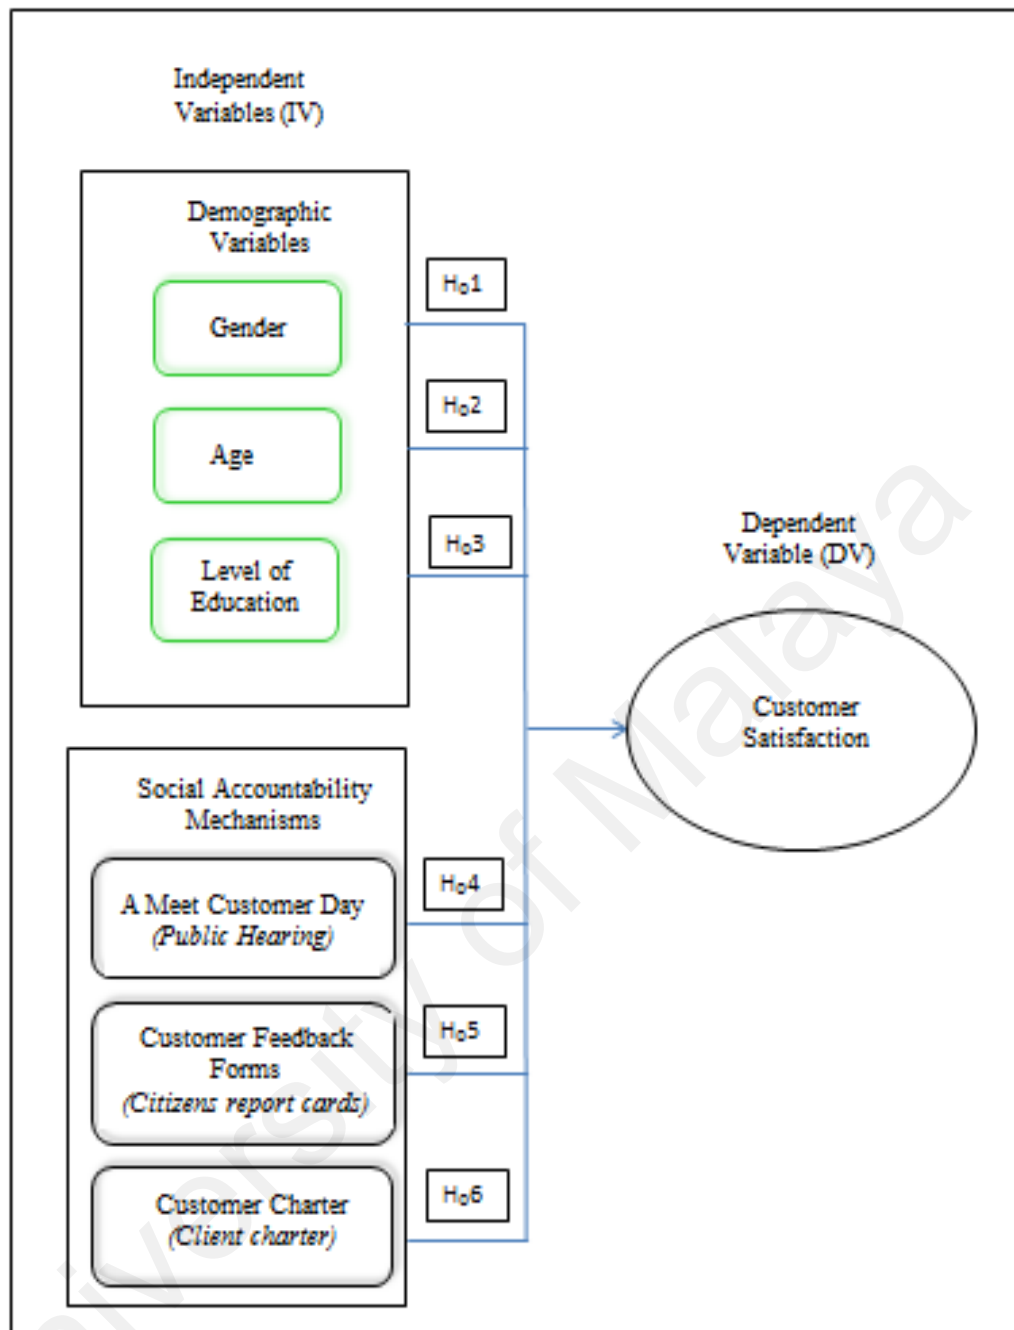 Independent
Variables (IV)
Demographic
Variables
H₀1
Gender
H₀2
Age
H₀3
Level of
Education
Dependent
Variable (DV)
Customer
Satisfaction
Social Accountability
Mechanisms
H₀4
A Meet Customer Day
(Public Hearing)
H₀5
Customer Feedback
Forms
(Citizens report cards)
H₀6
Customer Charter
(Client charter)
University of Malaya